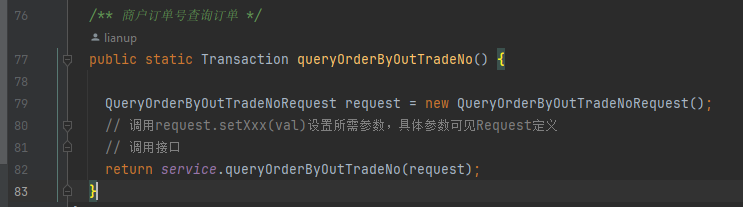 76 /** 商户订单号查询订单 */
lianup
77 public static Transaction queryOrderByOutTradeNo() {
78
79 QueryOrderByOutTradeNoRequest request = new QueryOrderByOutTradeNoRequest();
80 // 调用request.setXxx(val)设置所需参数，具体参数可见Request定义
81 // 调用接口
82 return service.queryOrderByOutTradeNo(request);
83 }